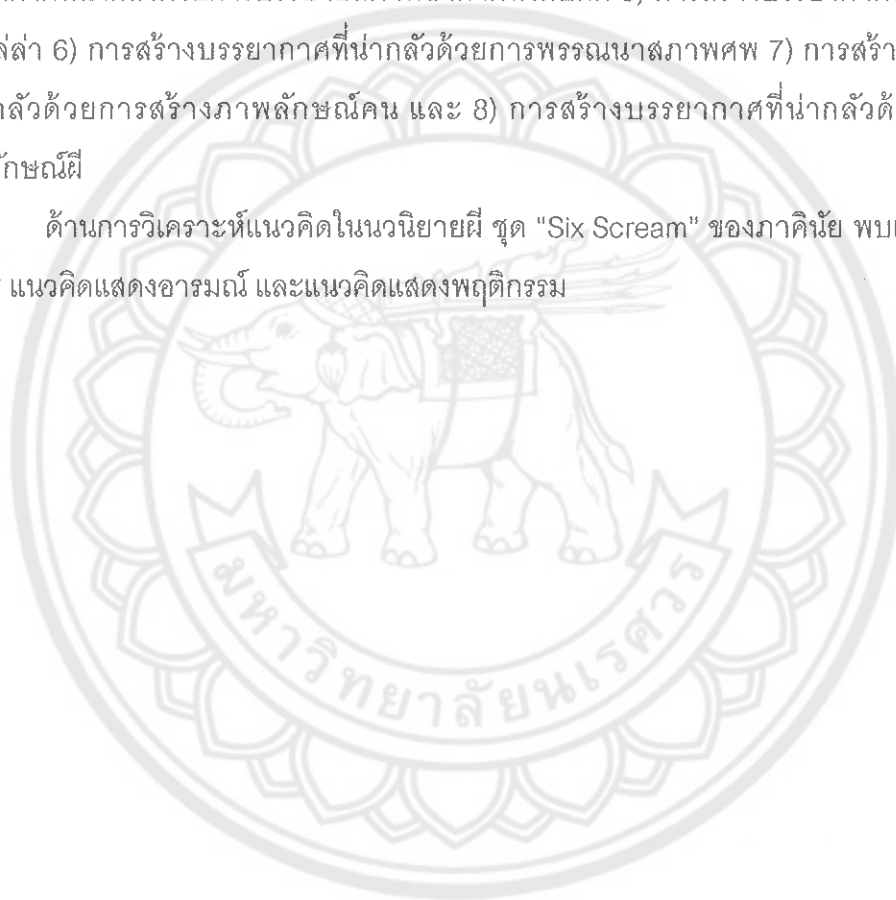 ล่า 6) การสร้างบรรยากาศที่น่ากลัวด้วยการพรรณนาสภาพศพ 7) การสร้า
ลัวด้วยการสร้างภาพลักษณ์คน และ 8) การสร้างบรรยากาศที่น่ากลัวด้
ักษณ์ผี
ด้านการวิเคราะห์แนวคิดในนวนิยายผี ชุด "Six Scream" ของภาคินัย พบ
แนวคิดแสดงอารมณ์ และแนวคิดแสดงพฤติกรรม
มหาวิทยาลัยนเรศวร